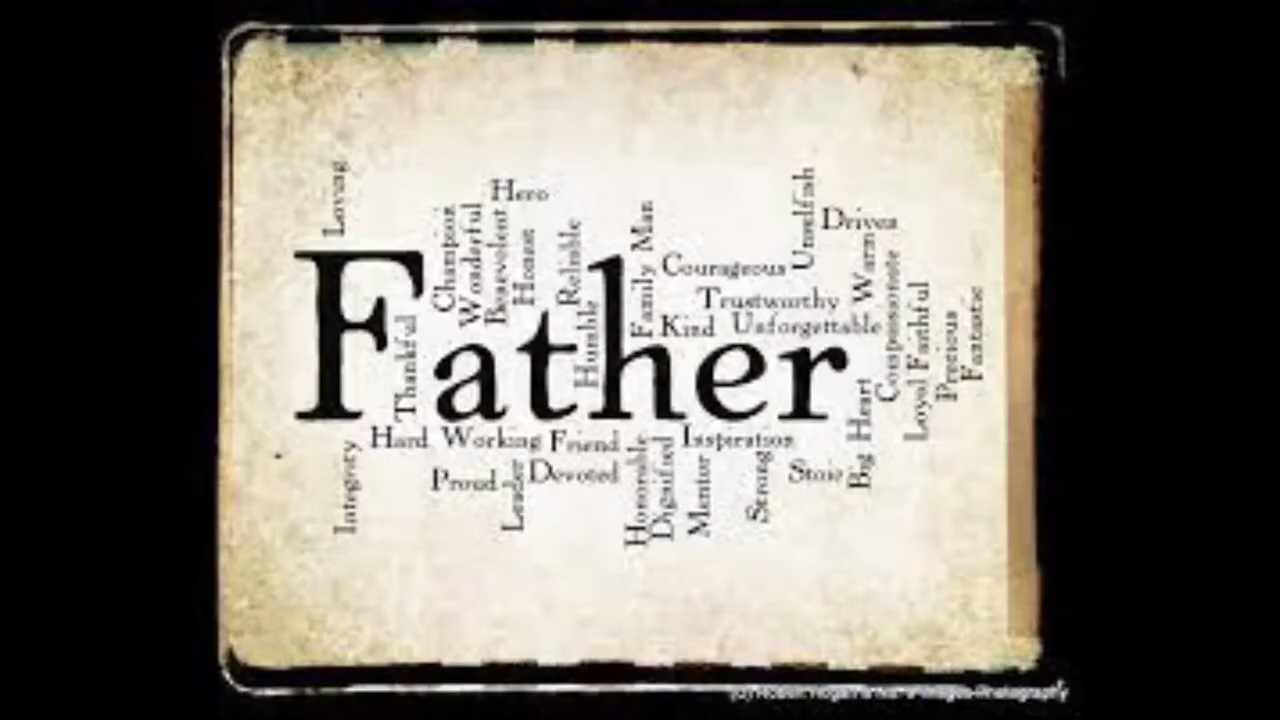 Loving
Hero
Champion
Wonderful
Benevolent
Honest
Reliable
Family Man
Unselfish
Driven
Courageous
Warm
Trustworthy
Kind
Unforgettable
Humble
Thankful
Father
Compassionate
Loyal Faithful
Precious
Fantastic
Hard Working
Friend
Inspiration
Big Heart
Integrity
Proud
Leader
Devoted
Honorable
Dignified
Mentor
Strong
Stoic